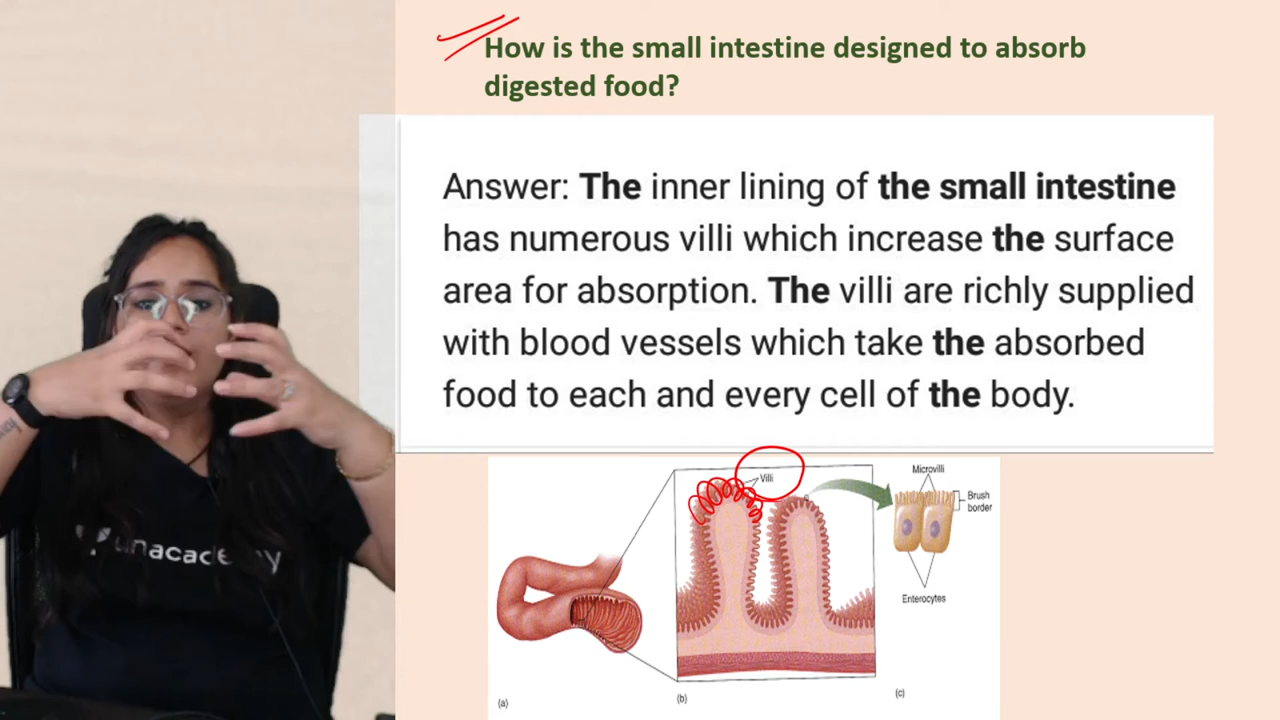 How is the small intestine designed to absorb
digested food?
Answer: The inner lining of the small intestine
has numerous villi which increase the surface
area for absorption. The villi are richly supplied
with blood vessels which take the absorbed
food to each and every cell of the body.
Villi
Microvilli
Brush
border
Enterocytes
(a)
(b)
(c)
unacademy